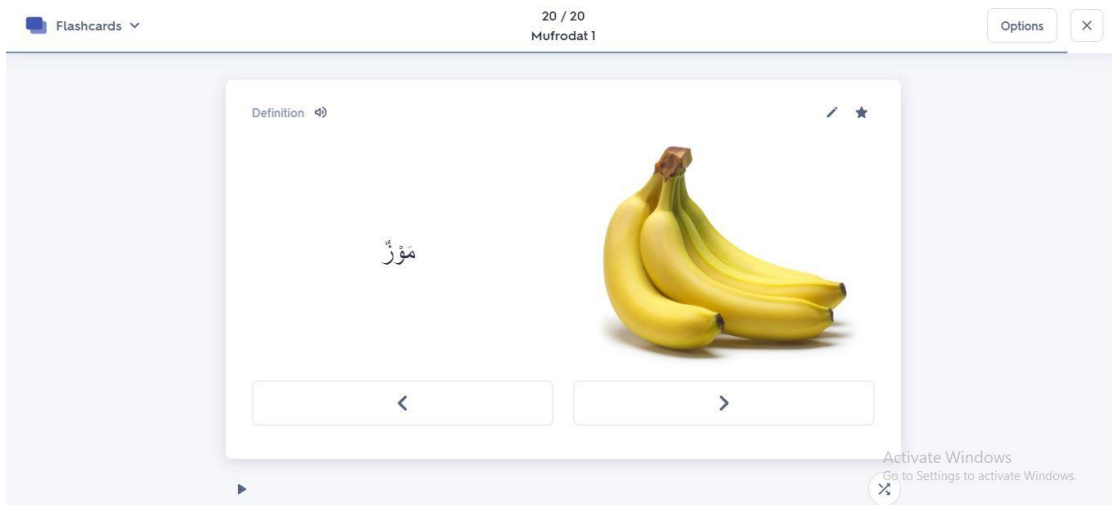 Flashcards
20 / 20
Mufrodat 1
Options
Definition
مَوْزٌ
Activate Windows
Go to Settings to activate Windows.